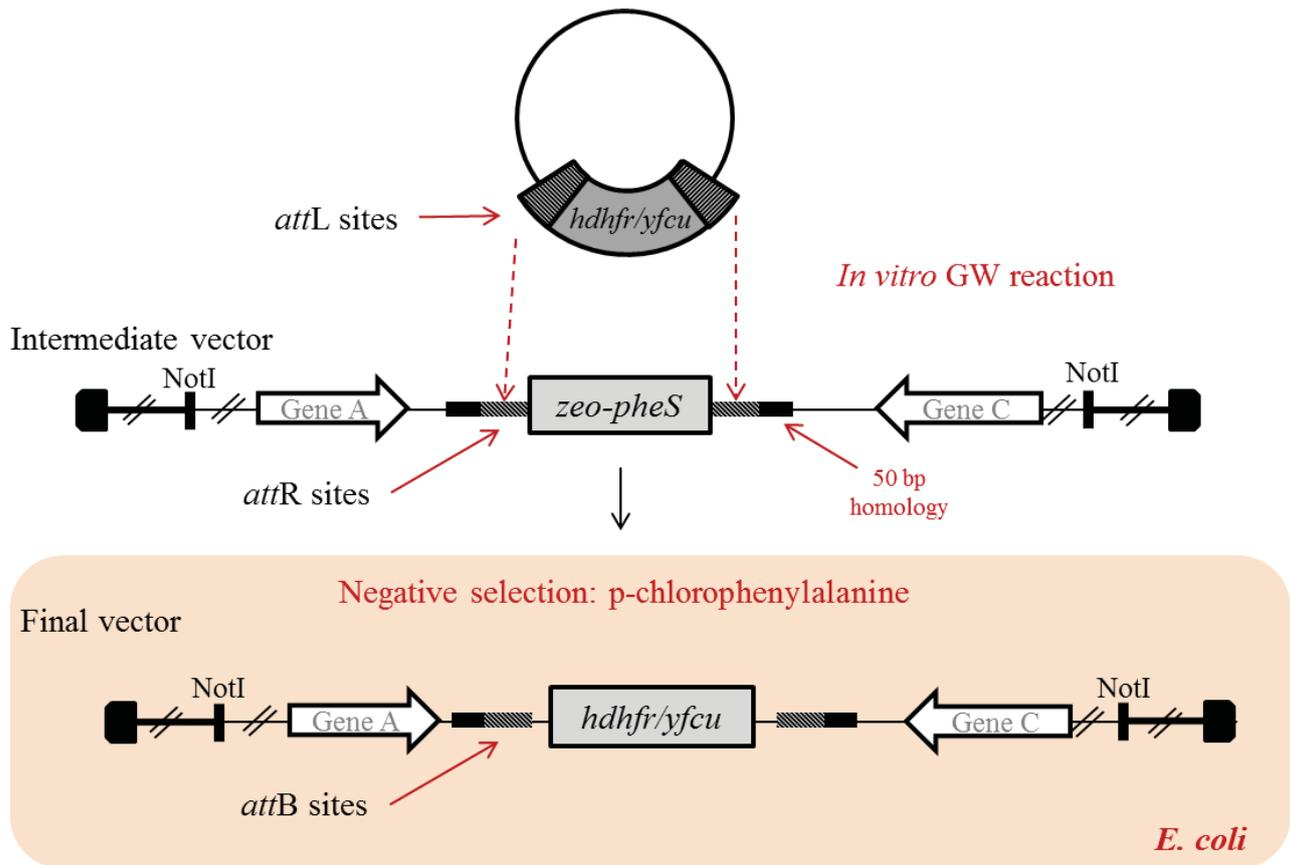 attL sites
hdhfr/yfcu
In vitro GW reaction
Intermediate vector
NotI
NotI
Gene A
zeo-pheS
Gene C
attR sites
50 bp
homology
Negative selection: p-chlorophenylalanine
Final vector
NotI
NotI
Gene A
hdhfr/yfcu
Gene C
attB sites
E. coli